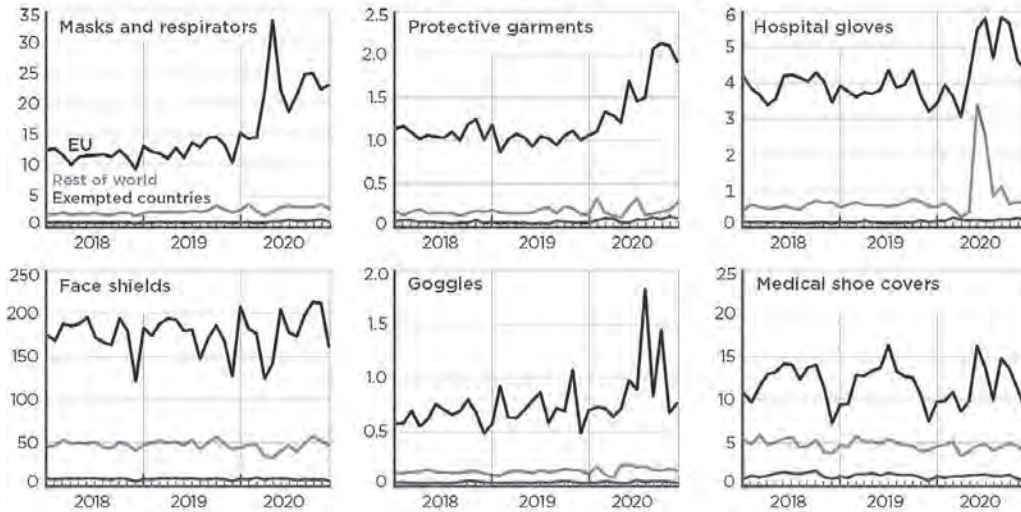 Masks and respirators
35
30
25
20
15
10
5
0
EU
Rest of world
Exempted countries
2018 2019 2020
Protective garments
2.5
2.0
1.5
1.0
0.5
0
2018 2019 2020
Hospital gloves
6
5
4
3
2
1
0
2018 2019 2020
Face shields
250
200
150
100
50
0
2018 2019 2020
Goggles
2.0
1.5
1.0
0.5
0
2018 2019 2020
Medical shoe covers
25
20
15
10
5
0
2018 2019 2020